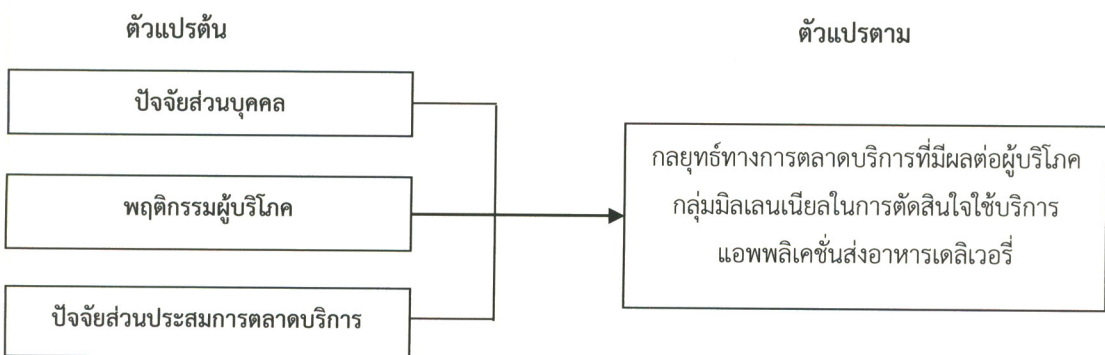 ตัวแปรต้น
ตัวแปรตาม
ปัจจัยส่วนบุคคล
พฤติกรรมผู้บริโภค
ปัจจัยส่วนประสมการตลาดบริการ
กลยุทธ์ทางการตลาดบริการที่มีผลต่อผู้บริโภค
กลุ่มมิลเลนเนียลในการตัดสินใจใช้บริการ
แอพพลิเคชั่นส่งอาหารเดลิเวอรี่